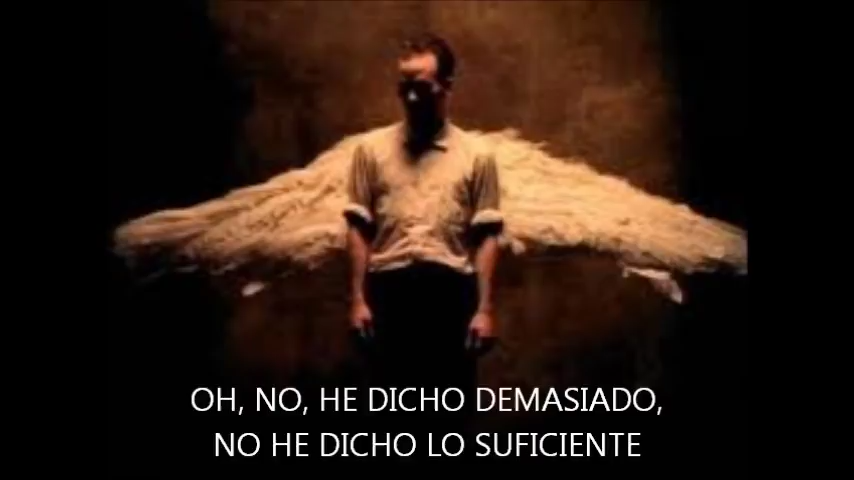 OH, NO, HE DICHO DEMASIADO,
NO HE DICHO LO SUFICIENTE